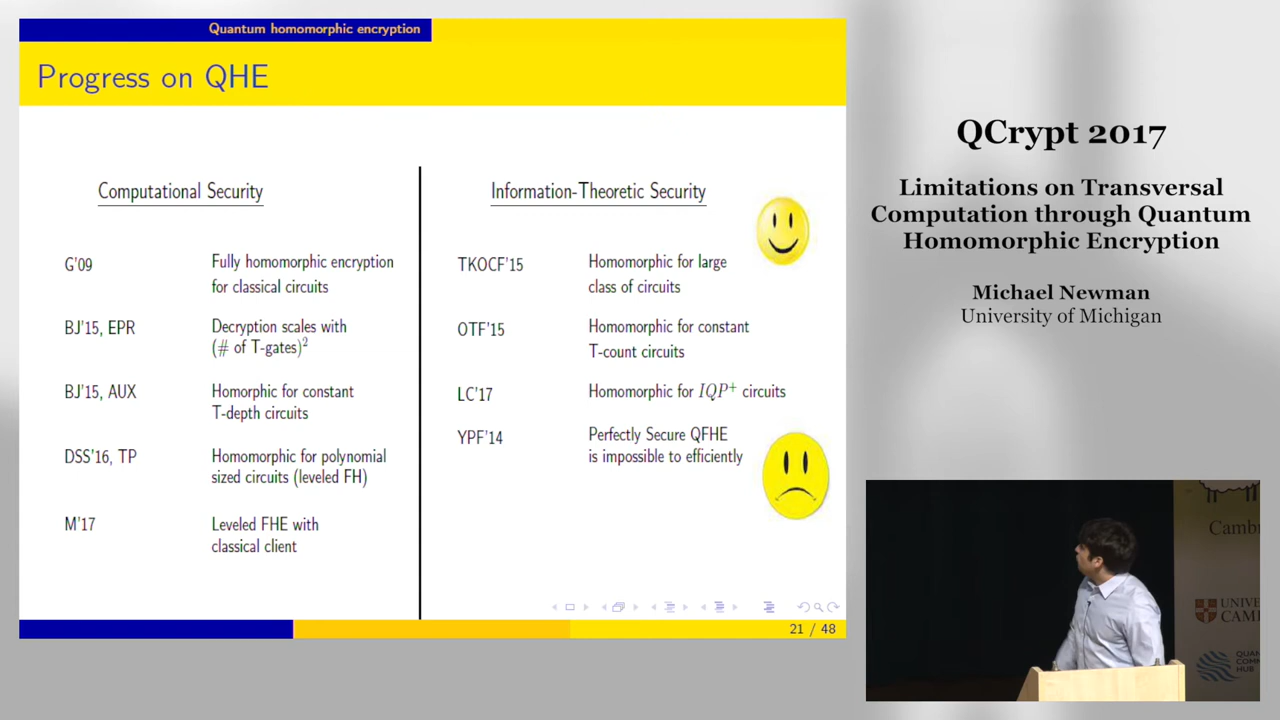 Quantum homomorphic encryption
Progress on QHE
Computational Security
G'09
Fully homomorphic encryption
for classical circuits
BJ'15, EPR
Decryption scales with
(# of T-gates)²
BJ'15, AUX
Homorphic for constant
T-depth circuits
DSS'16, TP
Homomorphic for polynomial
sized circuits (leveled FH)
M'17
Leveled FHE with
classical client
Information-Theoretic Security
TKOCF'15
Homomorphic for large
class of circuits
OTF'15
Homomorphic for constant
T-count circuits
LC'17
Homomorphic for IQP⁺ circuits
YPF'14
Perfectly Secure QFHE
is impossible to efficiently
21 / 48
QCrypt 2017
Limitations on Transversal
Computation through Quantum
Homomorphic Encryption
Michael Newman
University of Michigan